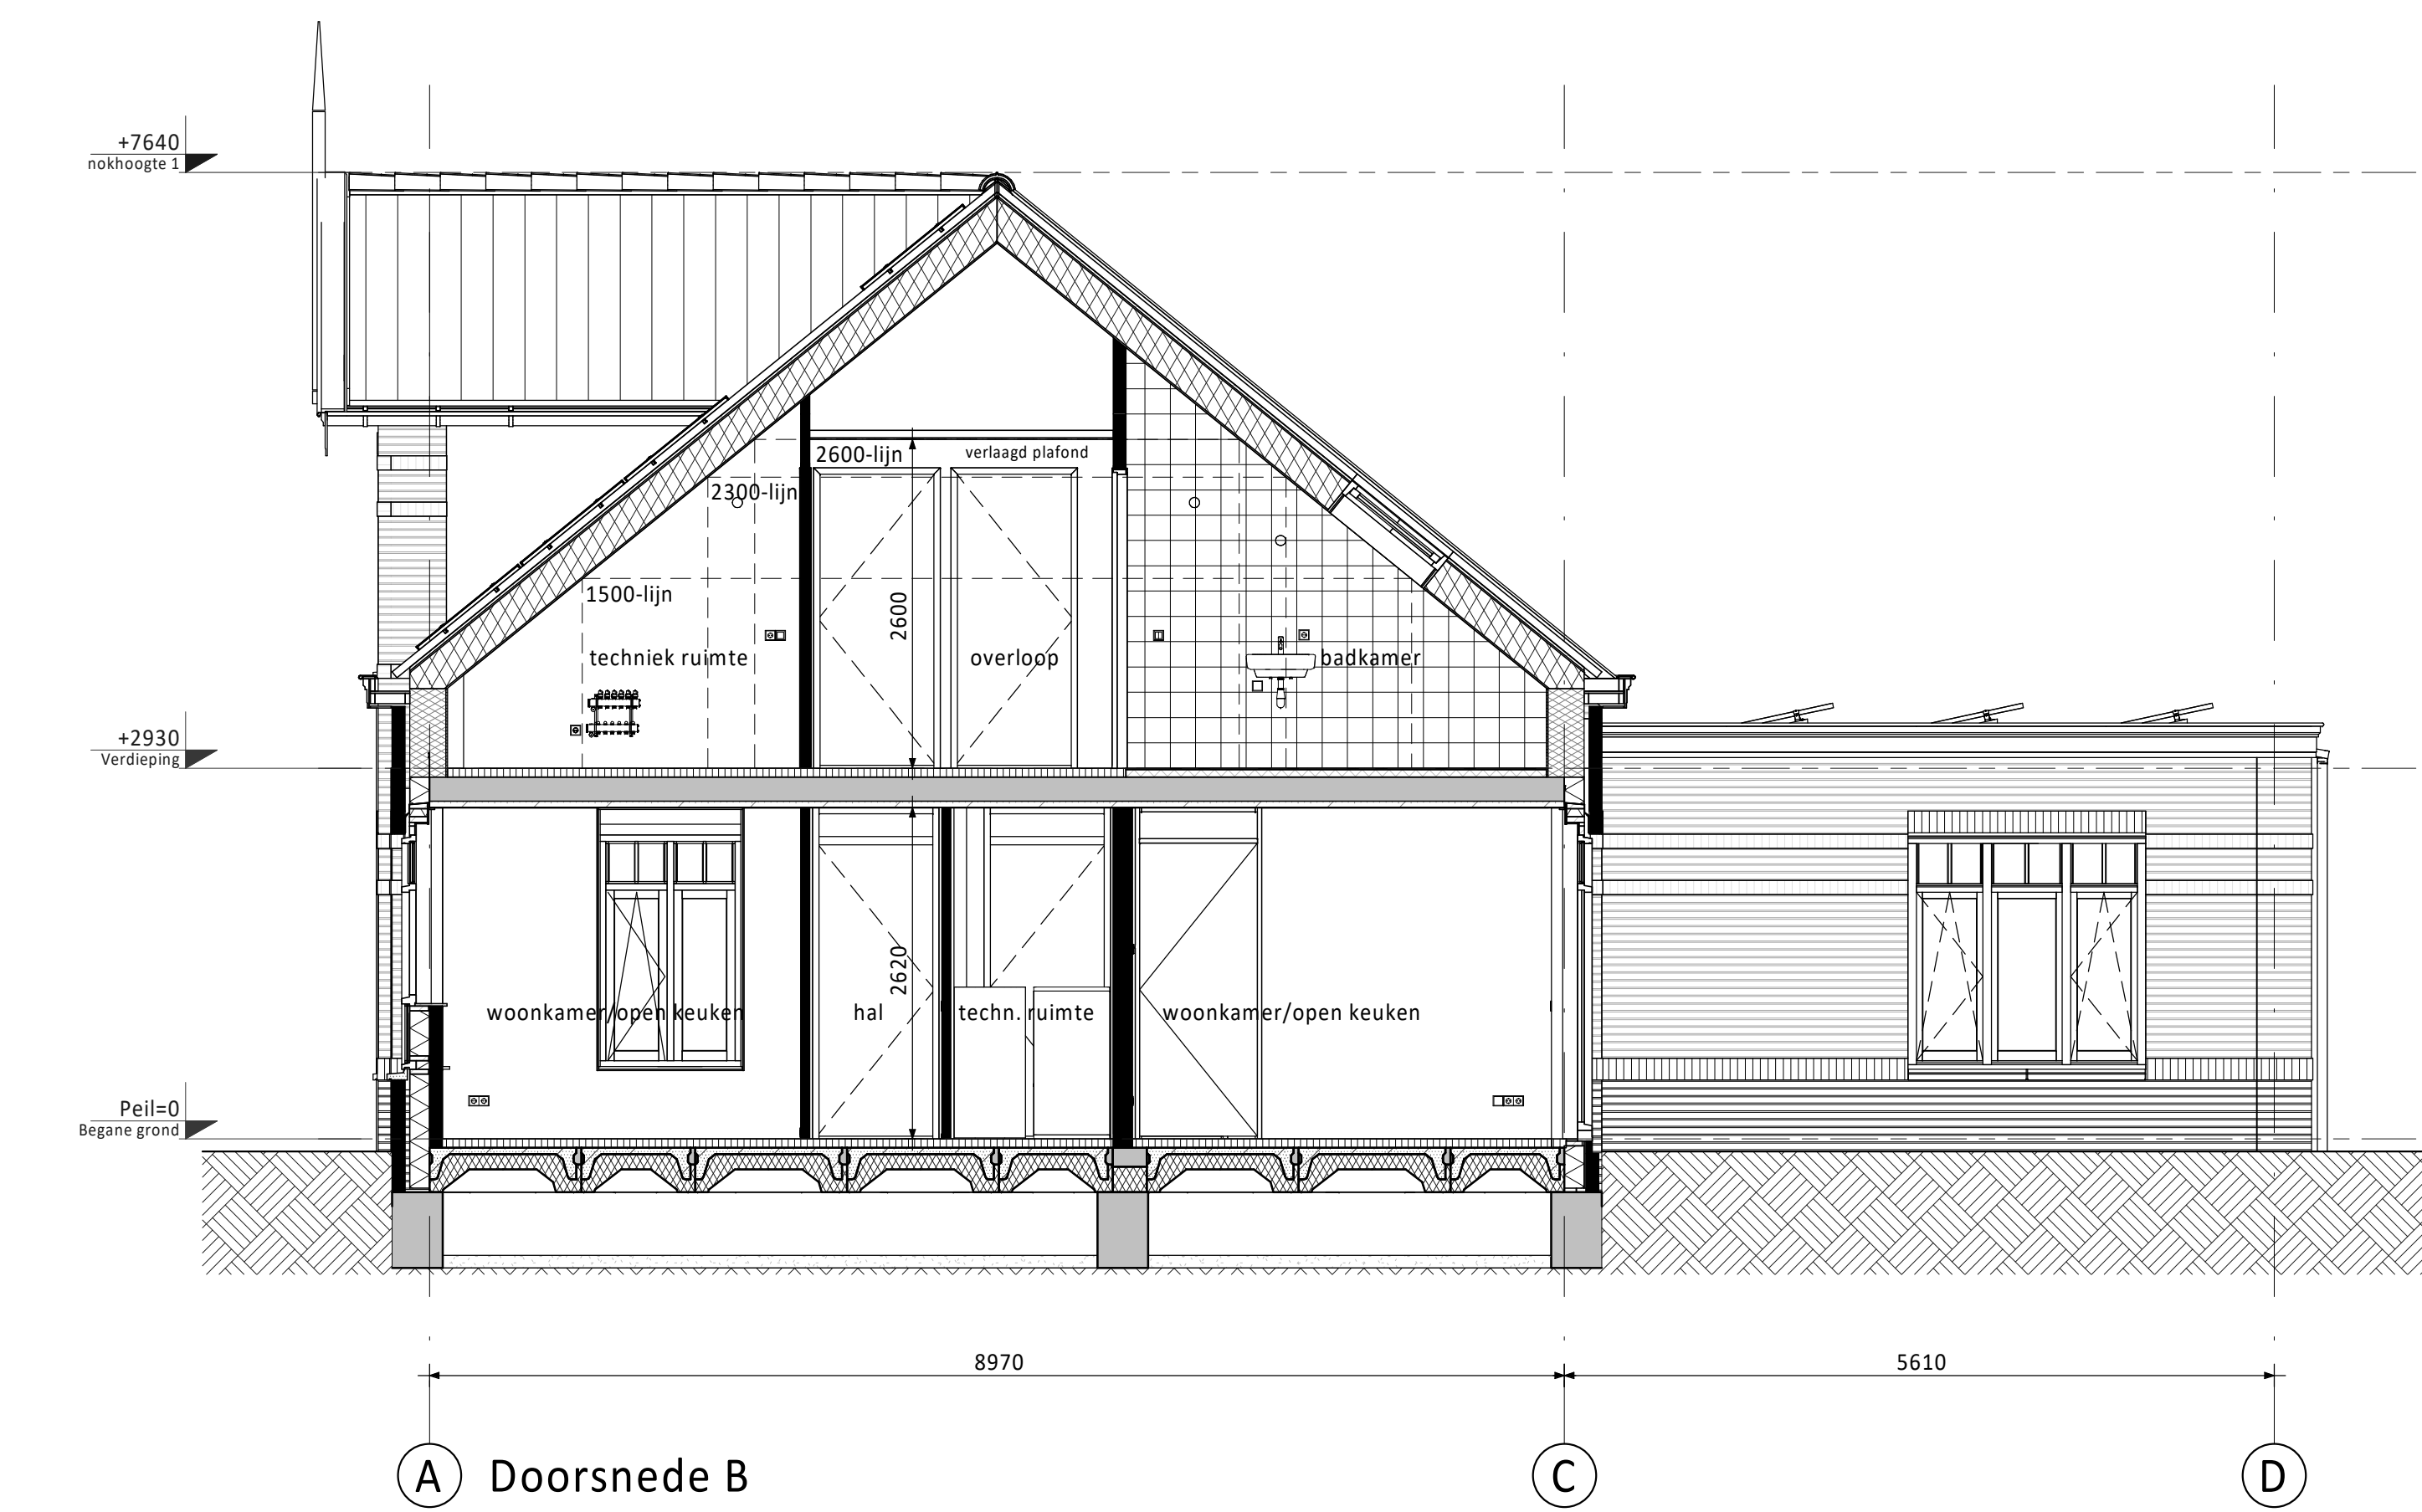 +7640
nokhoogte 1
2600-lijn
verlaagd plafond
2300-lijn
1500-lijn
2600
techniek ruimte
overloop
badkamer
+2930
Verdieping
2620
woonkamer/open keuken
hal
techn. ruimte
woonkamer/open keuken
Peil=0
Begane grond
8970
5610
A
Doorsnede B
C
D